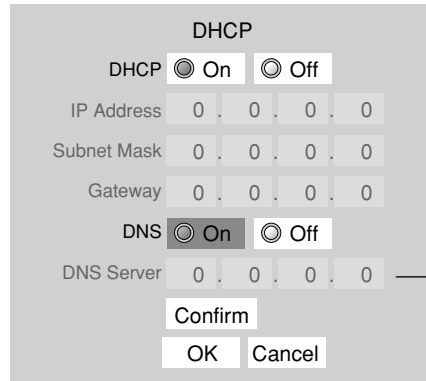 DHCP
DHCP On Off
IP Address 0 . 0 . 0 . 0
Subnet Mask 0 . 0 . 0 . 0
Gateway 0 . 0 . 0 . 0
DNS On Off
DNS Server 0 . 0 . 0 . 0
Confirm
OK Cancel